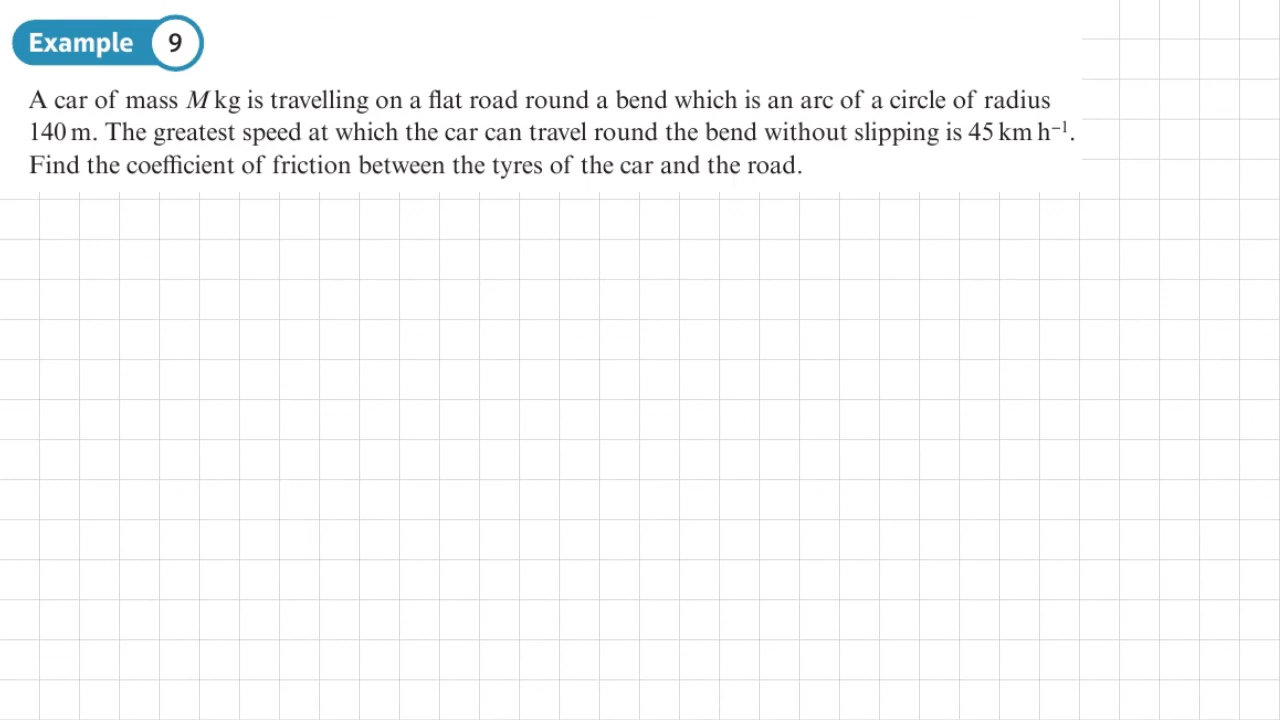 Example 9
A car of mass M kg is travelling on a flat road round a bend which is an arc of a circle of radius
140 m. The greatest speed at which the car can travel round the bend without slipping is 45 km h⁻¹.
Find the coefficient of friction between the tyres of the car and the road.